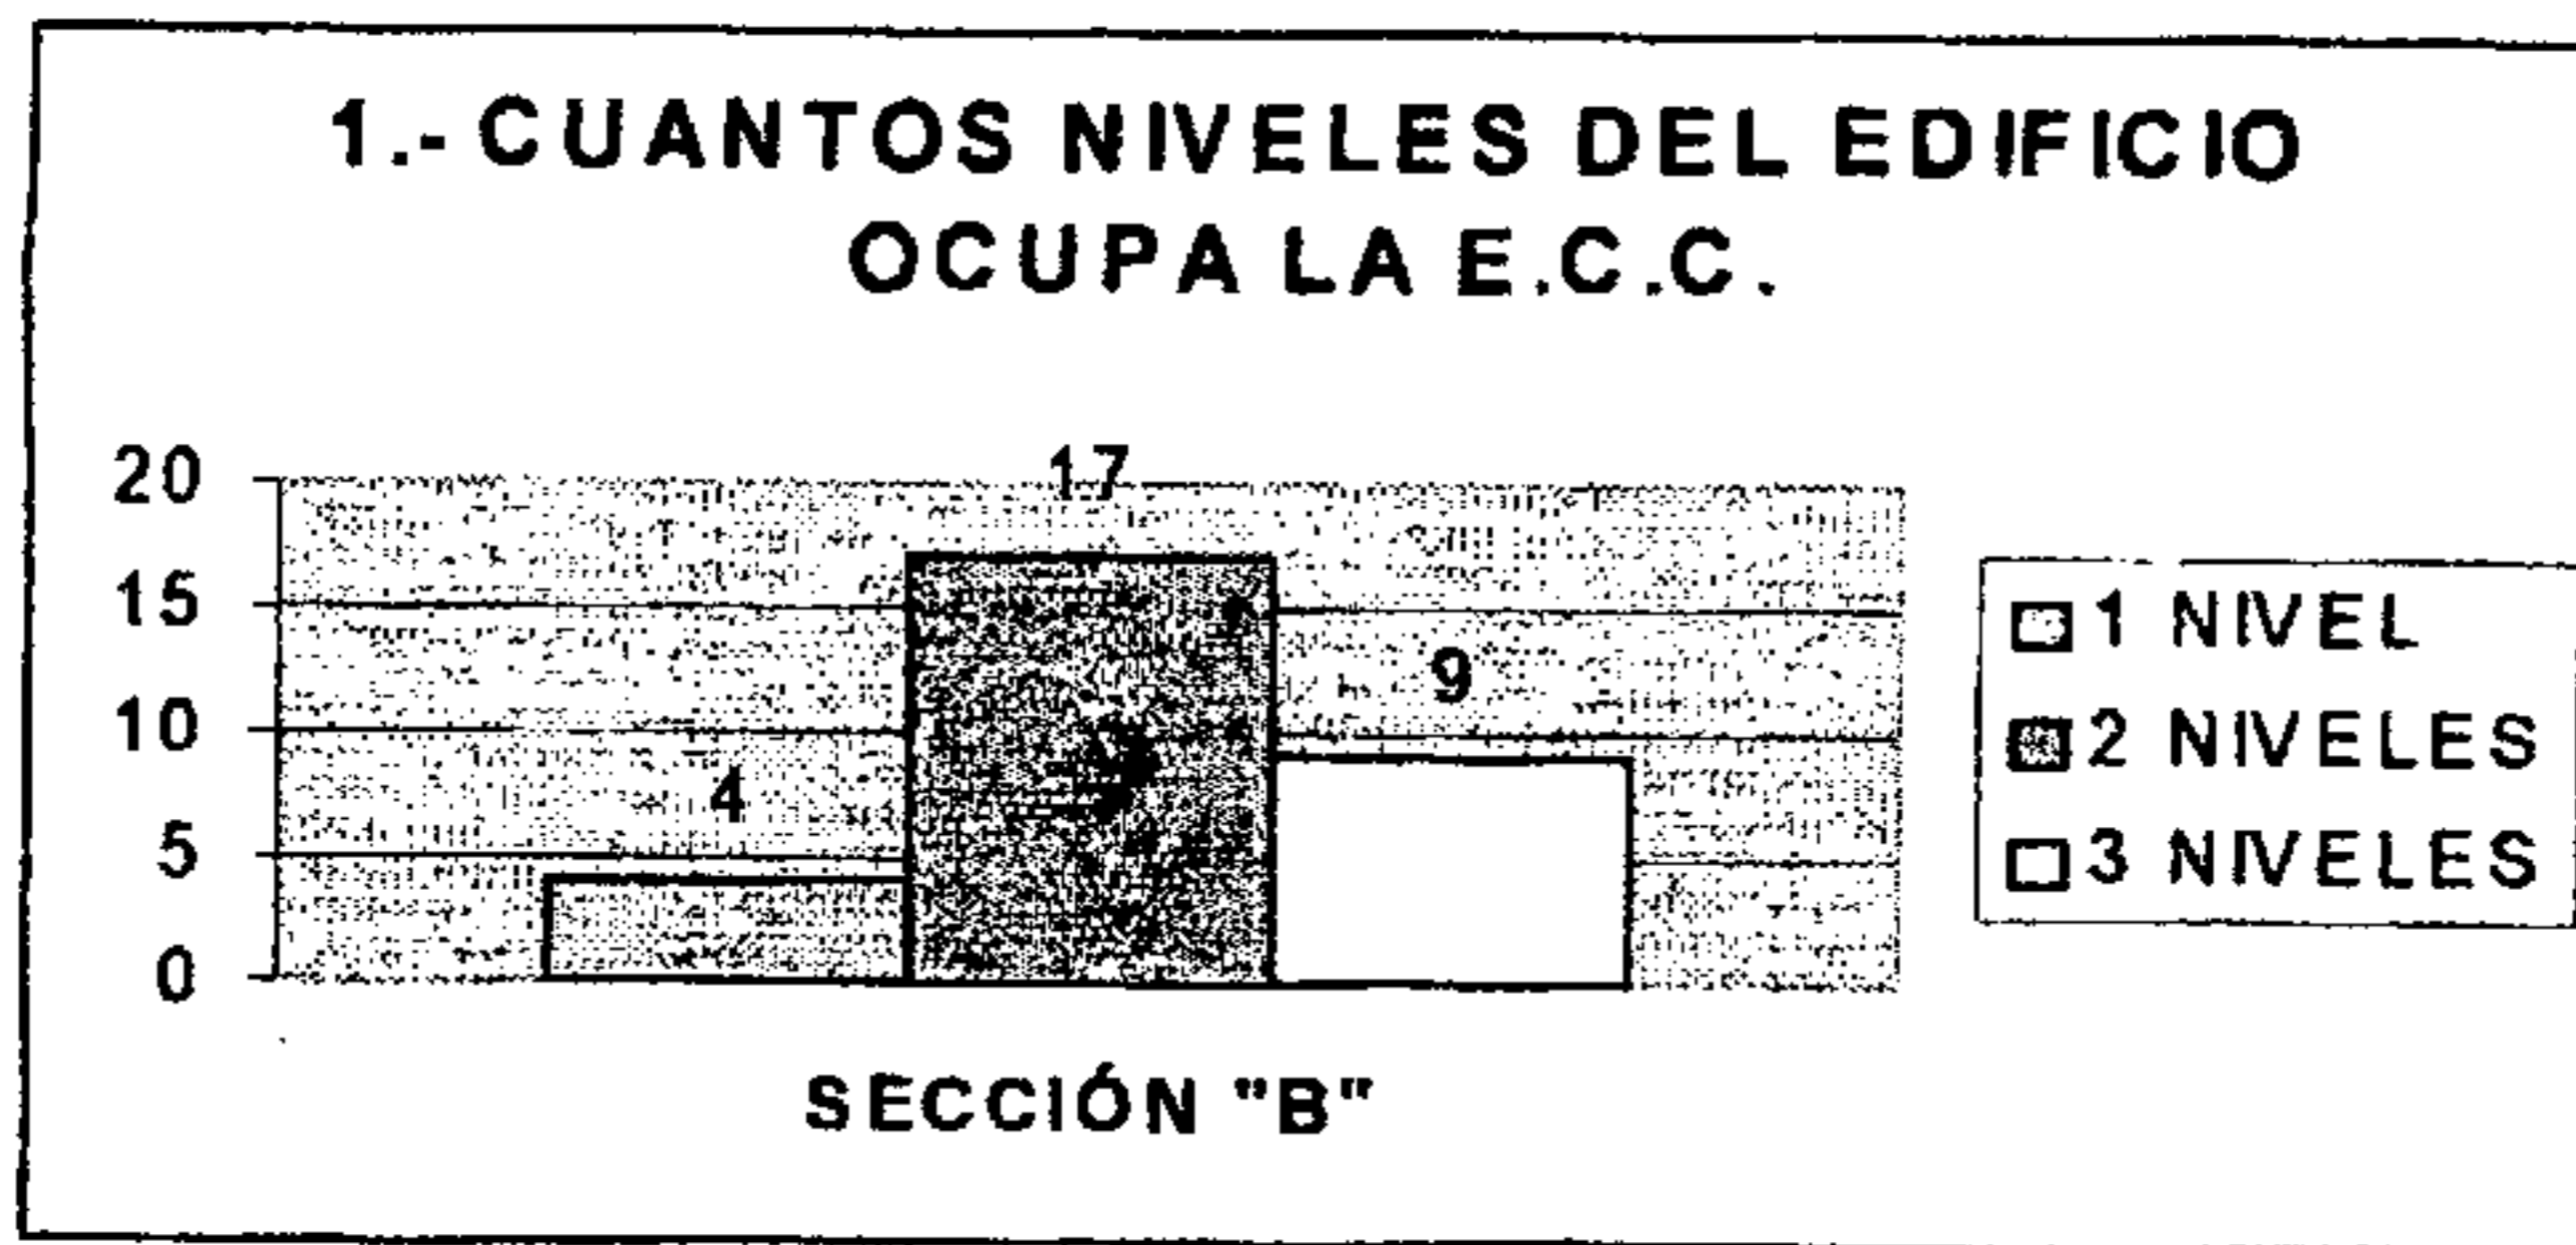 1.- CUANTOS NIVELES DEL EDIFICIO
OCUPA LA E.C.C.
20
15
10
5
0
17
4
9
1 NIVEL
2 NIVELES
3 NIVELES
SECCIÓN "B"